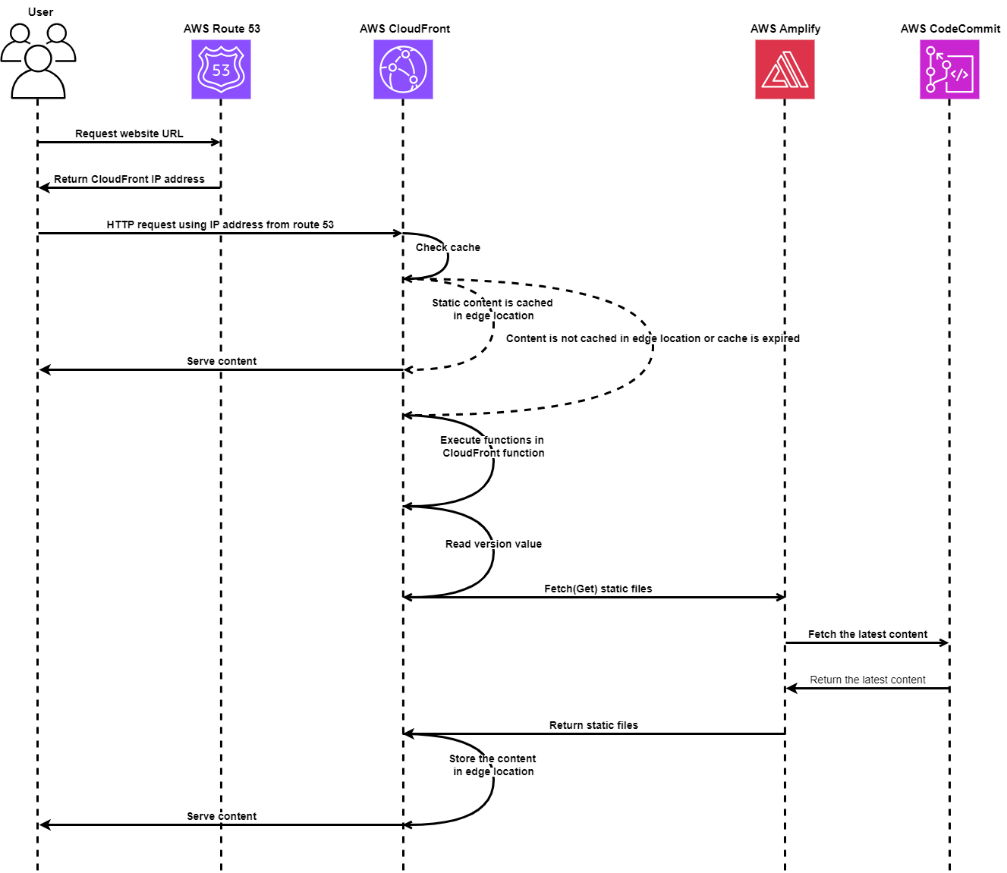 User
AWS Route 53
AWS CloudFront
AWS Amplify
AWS CodeCommit
53
</>
Request website URL
Return CloudFront IP address
HTTP request using IP address from route 53
Check cache
Static content is cached
in edge location
Content is not cached in edge location or cache is expired
Serve content
Execute functions in
CloudFront function
Read version value
Fetch(Get) static files
Fetch the latest content
Return the latest content
Return static files
Store the content
in edge location
Serve content